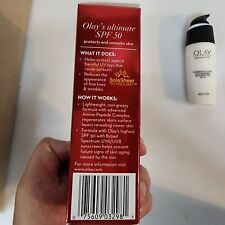 Olay's ultimate
SPF 50
protects and smooths skin
WHAT IT DOES:
• Helps protect against
harmful UV rays that
cause sunburn
• Reduces the
appearance of
fine lines
& wrinkles
SolaSheer
TECHNOLOGY™
HOW IT WORKS:
• Lightweight, non-greasy
formula with advanced
Amino-Peptide Complex,
regenerates skin's surface
layers revealing newer skin
• Formula with Olay's highest
SPF 50 with Broad
Spectrum UVA/UVB
sunscreen helps prevent
future signs of skin aging
caused by the sun
For more information visit
www.olay.com
75609 03298
OLAY